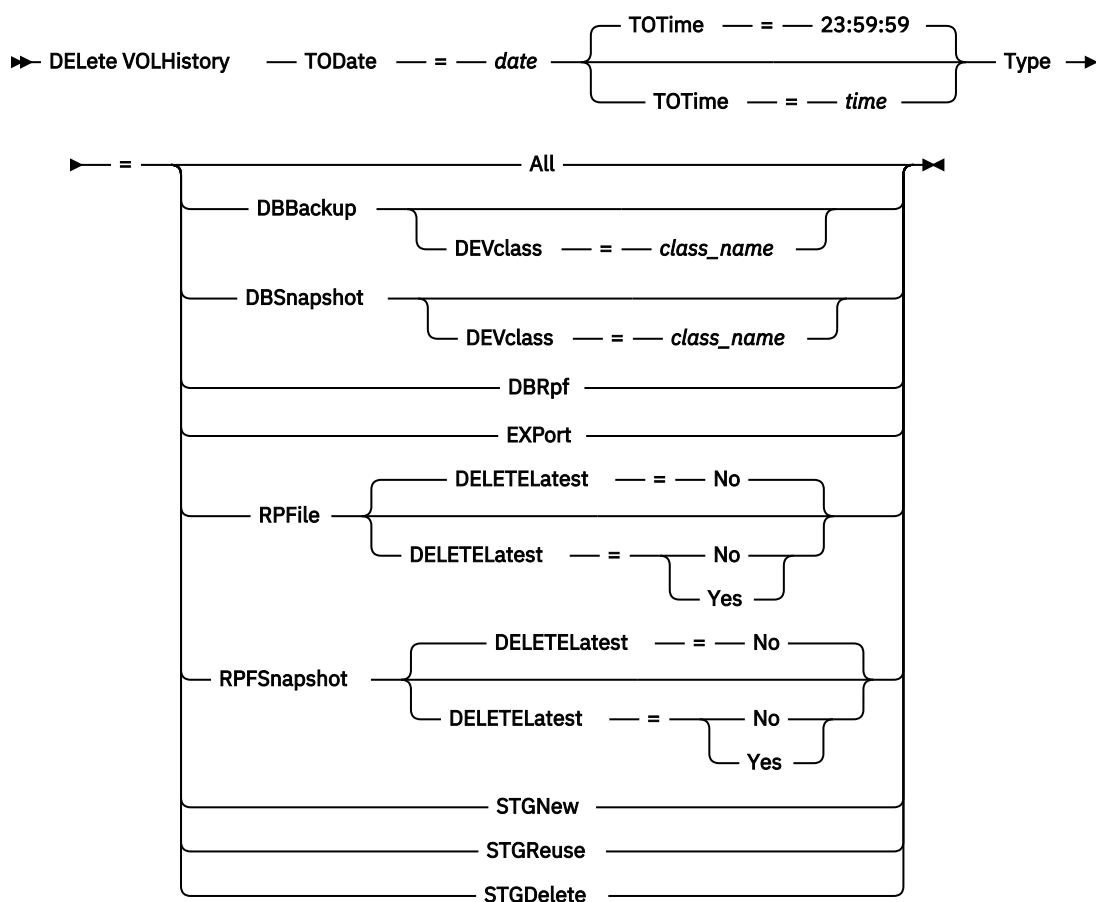 TOTime = 23:59:59
DELete VOLHistory TODate = date Type
TOTime = time
= All
DBBackup
DEVclass = class_name
DBSnapshot
DEVclass = class_name
DBRpf
EXPort
DELETELatest = No
RPFile
DELETELatest = No
Yes
DELETELatest = No
RPFSnapshot
DELETELatest = No
Yes
STGNew
STGReuse
STGDelete